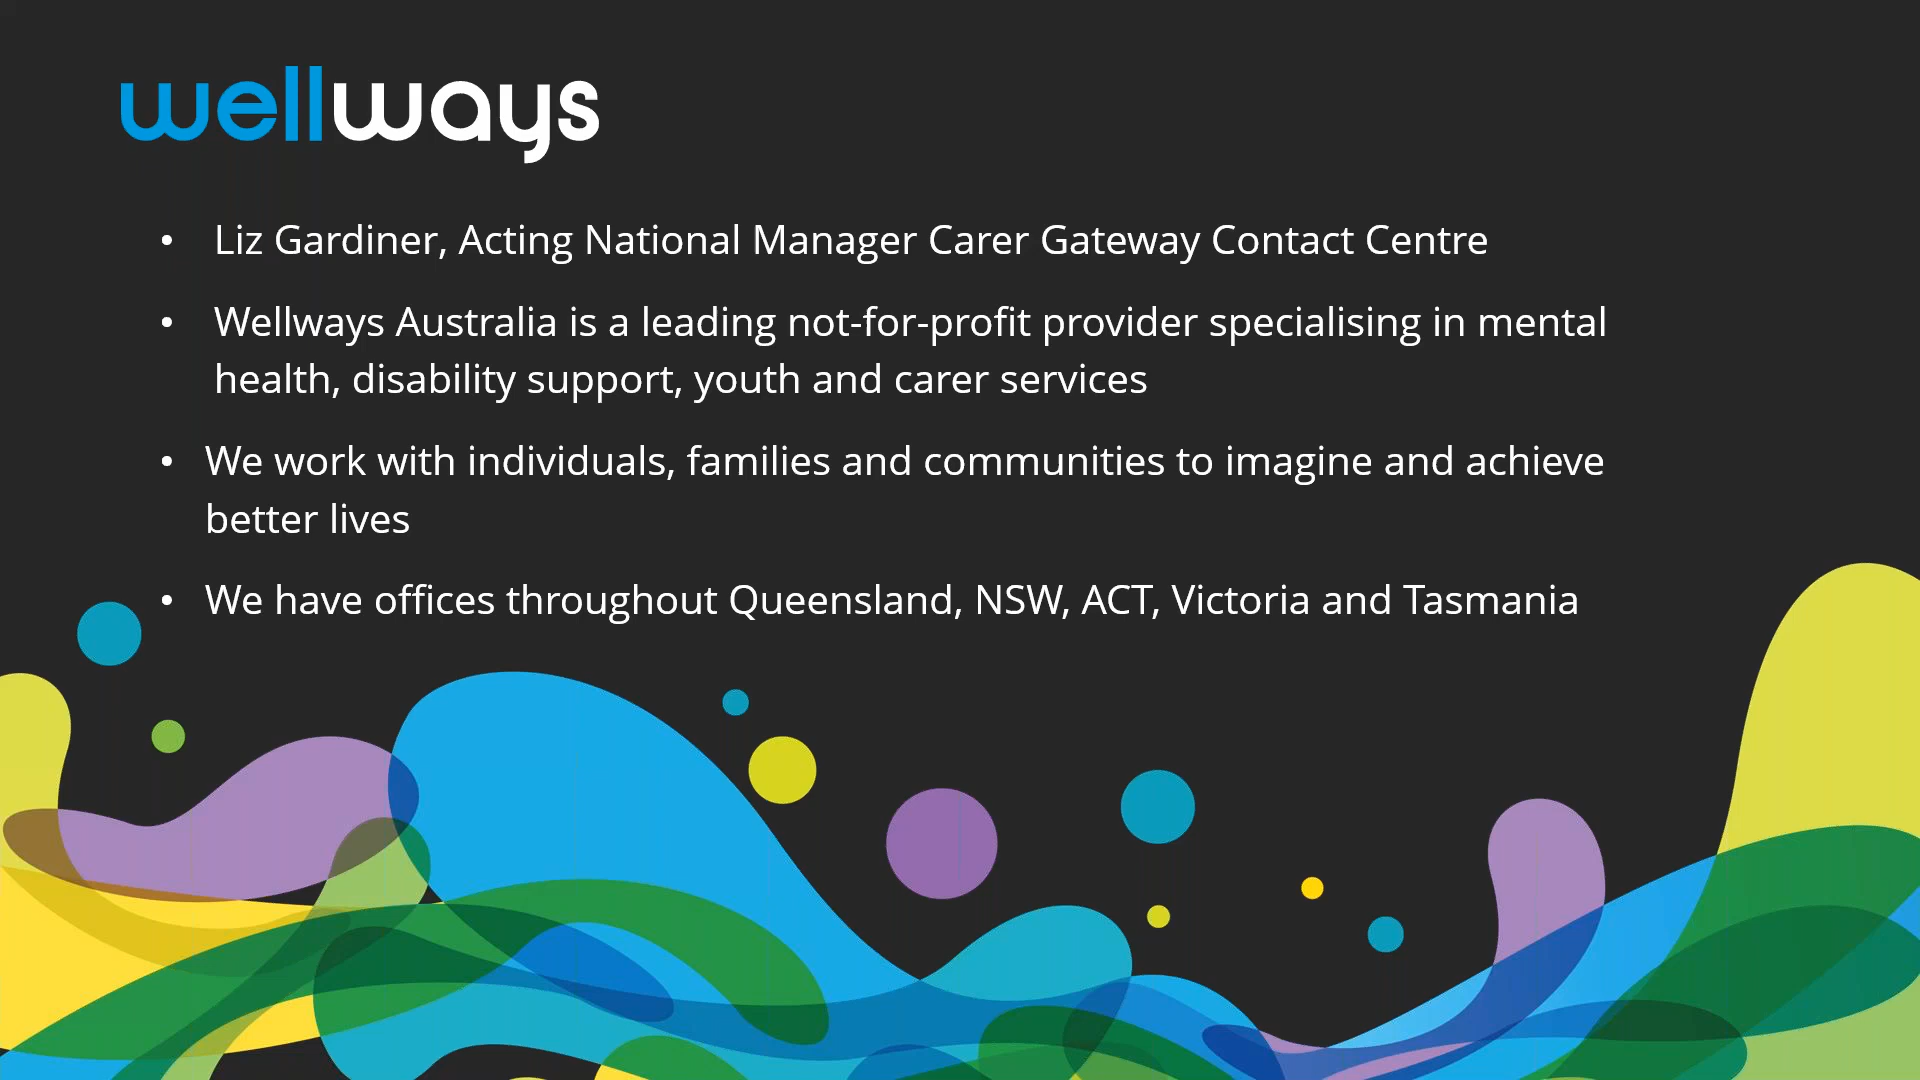 wellways
• Liz Gardiner, Acting National Manager Carer Gateway Contact Centre
• Wellways Australia is a leading not-for-profit provider specialising in mental
health, disability support, youth and carer services
• We work with individuals, families and communities to imagine and achieve
better lives
• We have offices throughout Queensland, NSW, ACT, Victoria and Tasmania